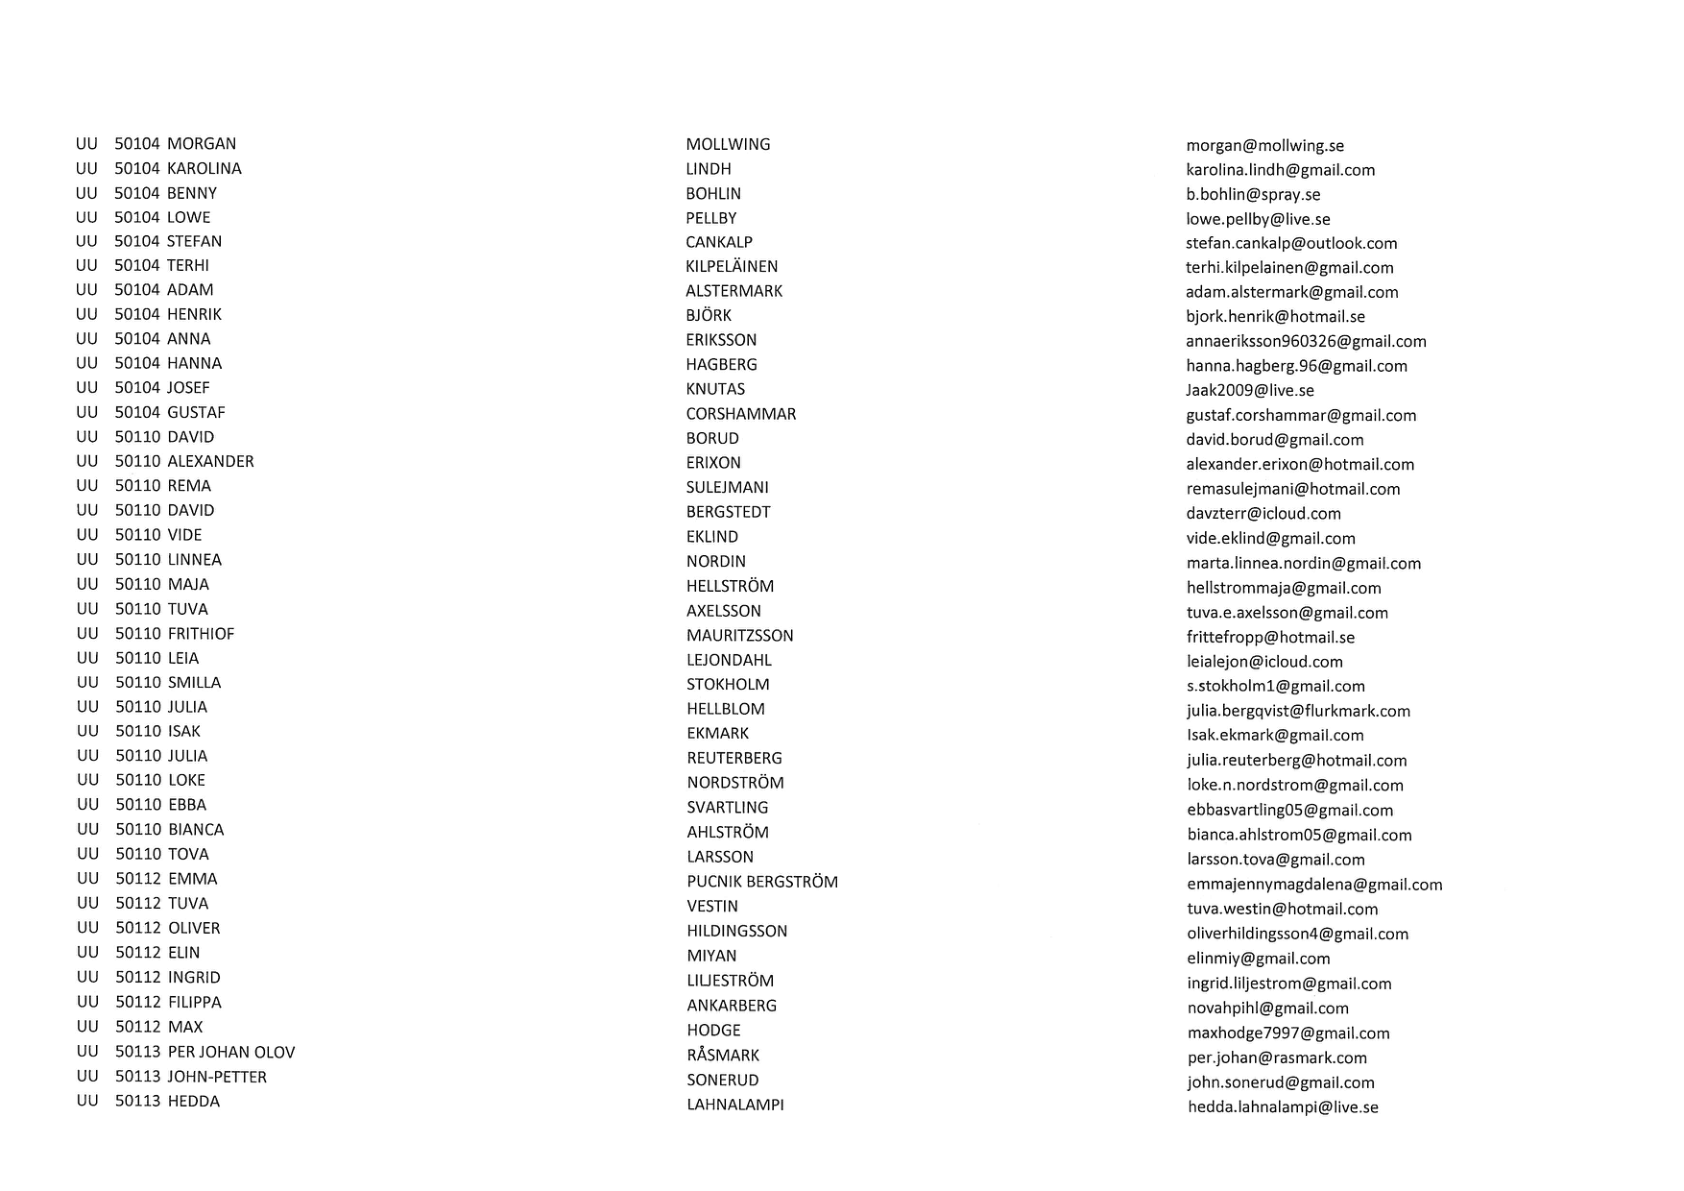 UU 50104 MORGAN MOLLWING morgan@mollwing.se
UU 50104 KAROLINA LINDH karolina.lindh@gmail.com
UU 50104 BENNY BOHLIN b.bohlin@spray.se
UU 50104 LOWE PELLBY lowe.pellby@live.se
UU 50104 STEFAN CANKALP stefan.cankalp@outlook.com
UU 50104 TERHI KILPELÄINEN terhi.kilpelainen@gmail.com
UU 50104 ADAM ALSTERMARK adam.alstermark@gmail.com
UU 50104 HENRIK BJÖRK bjork.henrik@hotmail.se
UU 50104 ANNA ERIKSSON annaeriksson960326@gmail.com
UU 50104 HANNA HAGBERG hanna.hagberg.96@gmail.com
UU 50104 JOSEF KNUTAS Jaak2009@live.se
UU 50104 GUSTAF CORSHAMMAR gustaf.corshammar@gmail.com
UU 50110 DAVID BORUD david.borud@gmail.com
UU 50110 ALEXANDER ERIXON alexander.erixon@hotmail.com
UU 50110 REMA SULEJMANI remasulejmani@hotmail.com
UU 50110 DAVID BERGSTEDT davzterr@icloud.com
UU 50110 VIDE EKLIND vide.eklind@gmail.com
UU 50110 LINNEA NORDIN marta.linnea.nordin@gmail.com
UU 50110 MAJA HELLSTRÖM hellstrommaja@gmail.com
UU 50110 TUVA AXELSSON tuva.e.axelsson@gmail.com
UU 50110 FRITHIOF MAURITZSSON frittefropp@hotmail.se
UU 50110 LEIA LEJONDAHL leialejon@icloud.com
UU 50110 SMILLA STOKHOLM s.stokholm1@gmail.com
UU 50110 JULIA HELLBLOM julia.bergqvist@flurkmark.com
UU 50110 ISAK EKMARK Isak.ekmark@gmail.com
UU 50110 JULIA REUTERBERG julia.reuterberg@hotmail.com
UU 50110 LOKE NORDSTRÖM loke.n.nordstrom@gmail.com
UU 50110 EBBA SVARTLING ebbasvartling05@gmail.com
UU 50110 BIANCA AHLSTRÖM bianca.ahlstrom05@gmail.com
UU 50110 TOVA LARSSON larsson.tova@gmail.com
UU 50112 EMMA PUCNIK BERGSTRÖM emmajennymagdalena@gmail.com
UU 50112 TUVA VESTIN tuva.westin@hotmail.com
UU 50112 OLIVER HILDINGSSON oliverhildingsson4@gmail.com
UU 50112 ELIN MIYAN elinmiy@gmail.com
UU 50112 INGRID LILJESTRÖM ingrid.liljestrom@gmail.com
UU 50112 FILIPPA ANKARBERG novahpihl@gmail.com
UU 50112 MAX HODGE maxhodge7997@gmail.com
UU 50113 PER JOHAN OLOV RÅSMARK per.johan@rasmark.com
UU 50113 JOHN-PETTER SONERUD john.sonerud@gmail.com
UU 50113 HEDDA LAHNALAMPI hedda.lahnalampi@live.se